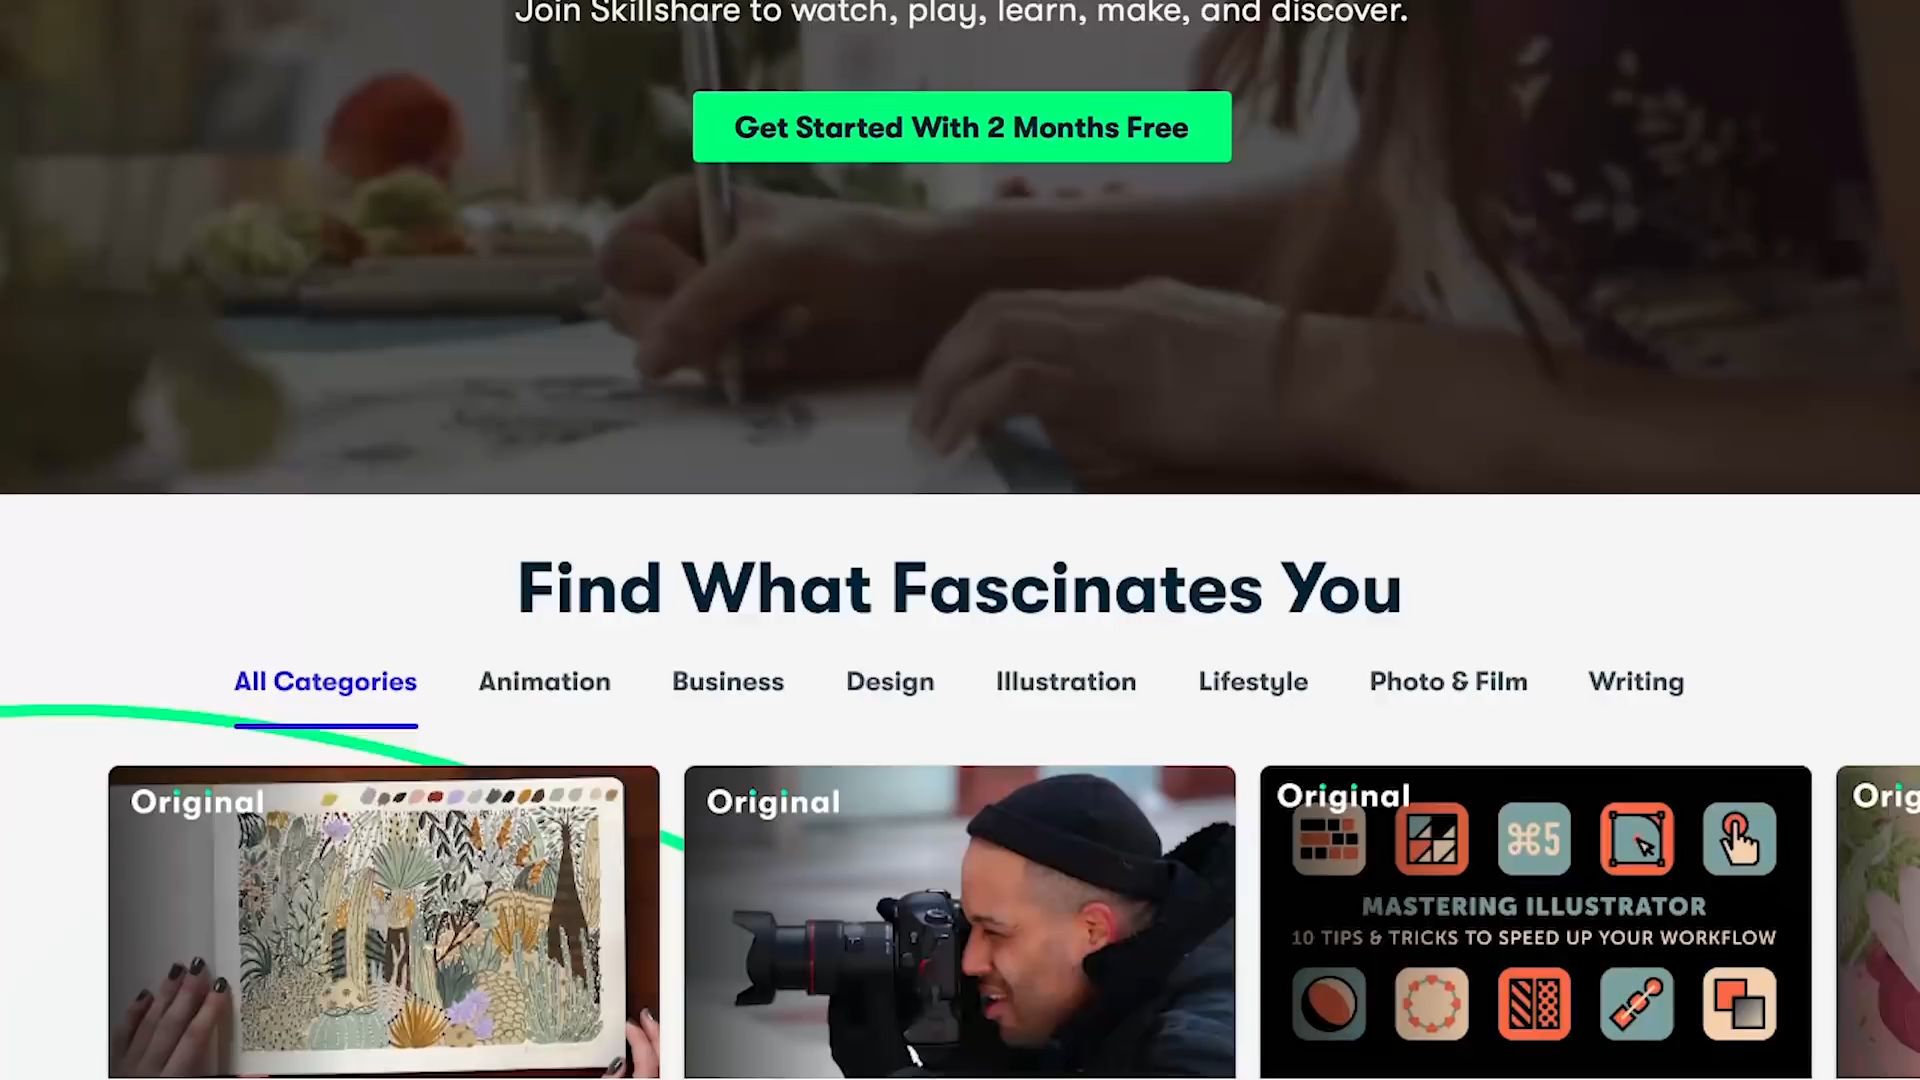 Join Skillshare to watch, play, learn, make, and discover.
Get Started With 2 Months Free
Find What Fascinates You
All Categories Animation Business Design Illustration Lifestyle Photo & Film Writing
Original Original Original
⌘5
MASTERING ILLUSTRATOR
10 TIPS & TRICKS TO SPEED UP YOUR WORKFLOW